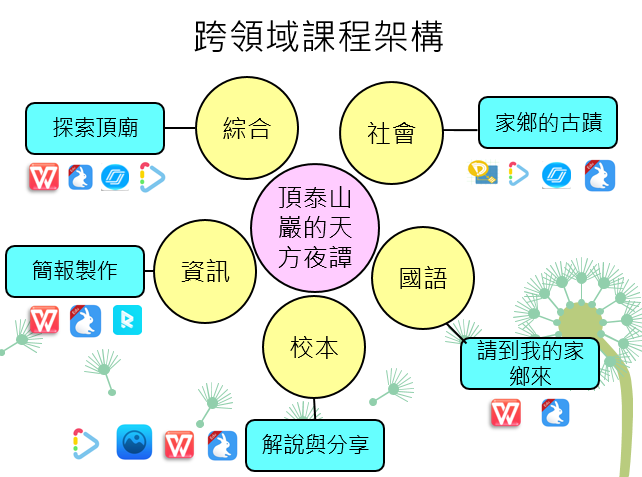 跨領域課程架構
探索頂廟
綜合
社會
家鄉的古蹟
頂泰山
巖的天
方夜譚
簡報製作
資訊
國語
校本
請到我的家
鄉來
解說與分享